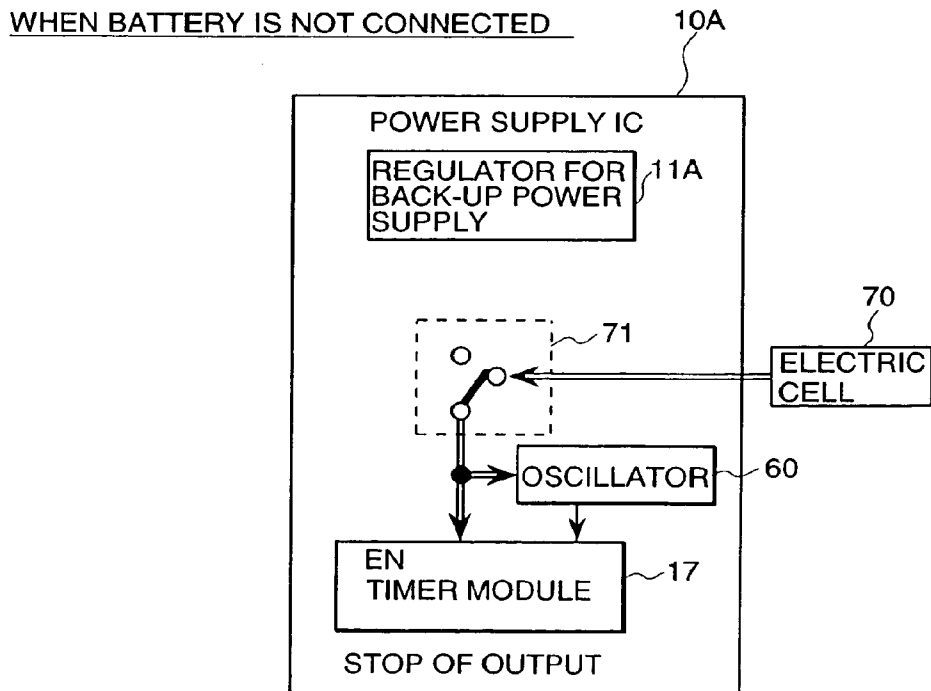 WHEN BATTERY IS NOT CONNECTED
10A
POWER SUPPLY IC
REGULATOR FOR
BACK-UP POWER
SUPPLY
11A
71
70
ELECTRIC
CELL
OSCILLATOR
60
EN
TIMER MODULE
17
STOP OF OUTPUT